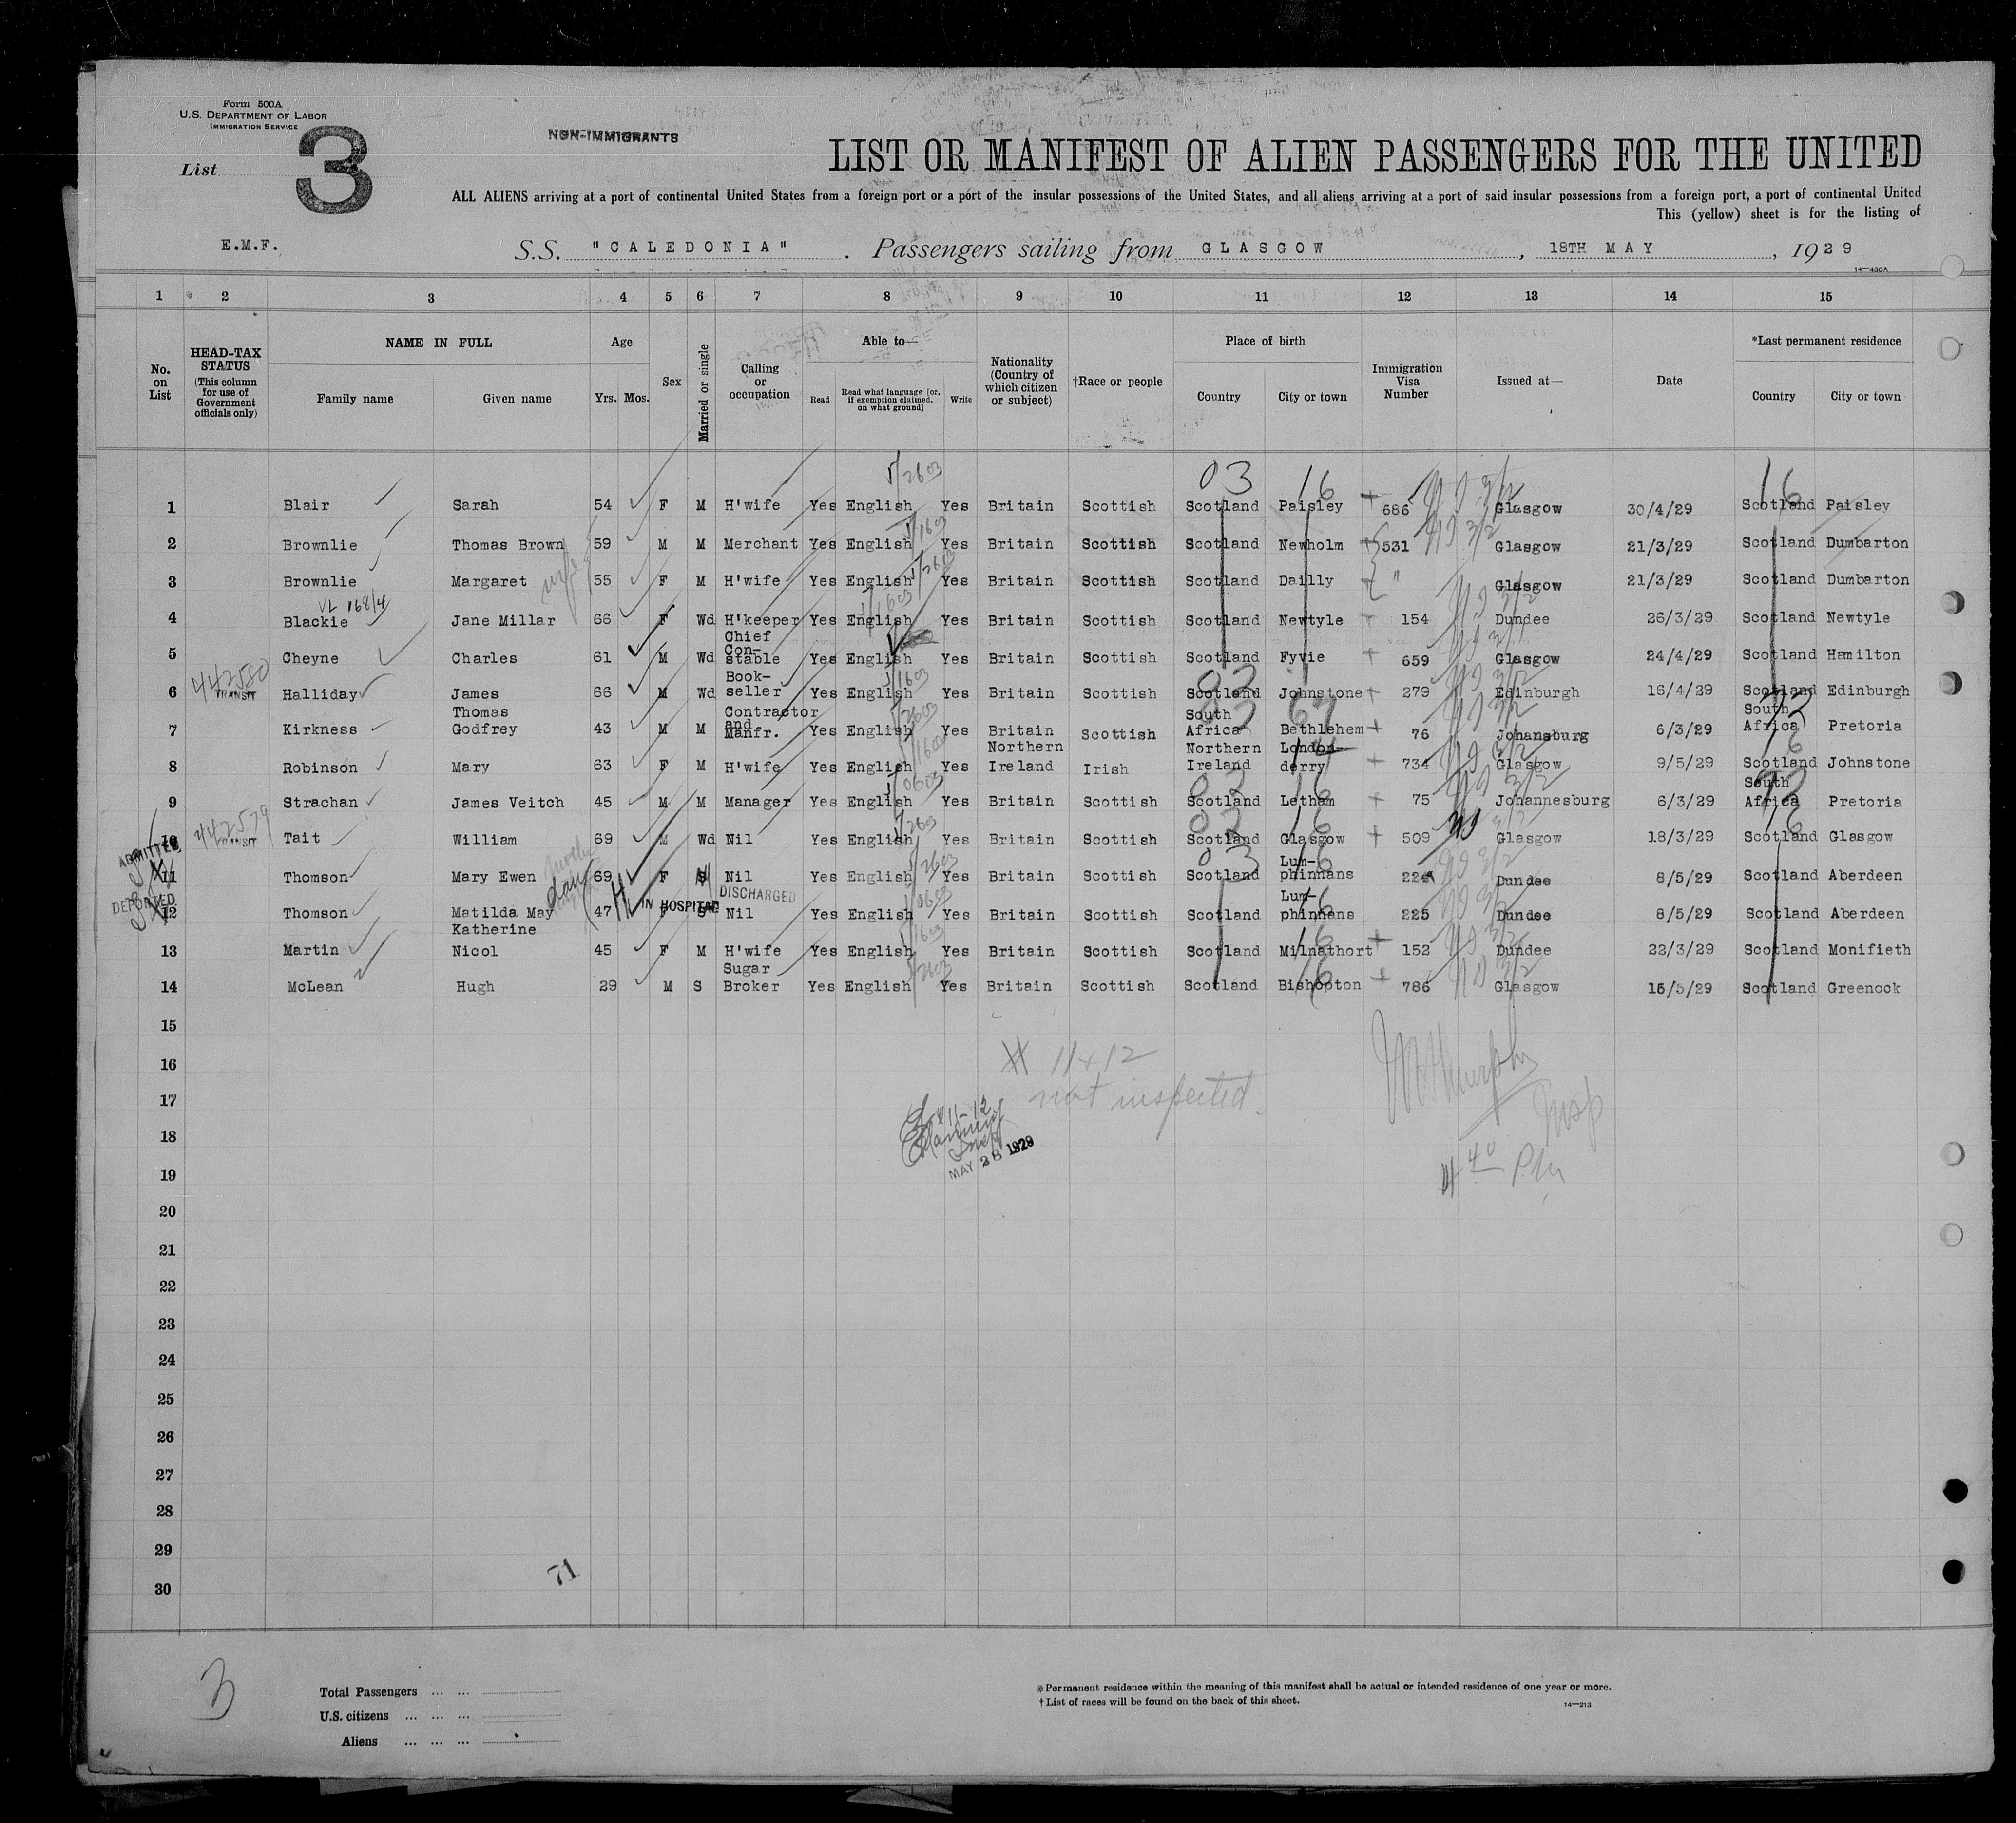 Form 500A
U.S. DEPARTMENT OF LABOR
IMMIGRATION SERVICE
List 3
NON-IMMIGRANTS
LIST OR MANIFEST OF ALIEN PASSENGERS FOR THE UNITED
ALL ALIENS arriving at a port of continental United States from a foreign port or a port of the insular possessions of the United States, and all aliens arriving at a port of said insular possessions from a foreign port, a port of continental United
This (yellow) sheet is for the listing of
E.M.F.
S.S. "CALEDONIA" . Passengers sailing from GLASGOW , 18TH MAY , 1929
14—430A
1 2 3 4 5 6 7 8 9 10 11 12 13 14 15
No. on List
HEAD-TAX STATUS (This column for use of Government officials only)
NAME IN FULL
Family name Given name
Age
Yrs. Mos.
Sex
Married or single
Calling or occupation
Able to—
Read Read what language [or, if exemption claimed, on what ground] Write
Nationality (Country of which citizen or subject)
†Race or people
Place of birth
Country City or town
Immigration Visa Number
Issued at—
Date
*Last permanent residence
Country City or town
03 16 16
1 Blair Sarah 54 F M H'wife Yes English Yes Britain Scottish Scotland Paisley 686 Glasgow 30/4/29 Scotland Paisley
2 Brownlie Thomas Brown 59 M M Merchant Yes English Yes Britain Scottish Scotland Newholm 531 Glasgow 21/3/29 Scotland Dumbarton
3 Brownlie Margaret 55 F M H'wife Yes English Yes Britain Scottish Scotland Dailly " Glasgow 21/3/29 Scotland Dumbarton
VL 168/4
4 Blackie Jane Millar 66 F Wd H'keeper Yes English Yes Britain Scottish Scotland Newtyle 154 Dundee 26/3/29 Scotland Newtyle
5 Cheyne Charles 61 M Wd Chief Con-stable Yes English Yes Britain Scottish Scotland Fyvie 659 Glasgow 24/4/29 Scotland Hamilton
442580 TRANSIT
6 Halliday James 66 M Wd Book-seller Yes English Yes Britain Scottish Scotland Johnstone 279 Edinburgh 16/4/29 Scotland Edinburgh
7 Kirkness Thomas Godfrey 43 M M Contractor and Manfr. Yes English Yes Britain Scottish South Africa Bethlehem 76 Johansburg 6/3/29 South Africa Pretoria
8 Robinson Mary 63 F M H'wife Yes English Yes Northern Ireland Irish Northern Ireland London-derry 734 Glasgow 9/5/29 Scotland Johnstone
9 Strachan James Veitch 45 M M Manager Yes English Yes Britain Scottish Scotland Letham 75 Johannesburg 6/3/29 South Africa Pretoria
442579 TRANSIT
10 Tait William 69 M Wd Nil Yes English Yes Britain Scottish Scotland Glasgow 509 Glasgow 18/3/29 Scotland Glasgow
ADMITTED
11 Thomson Mary Ewen 69 F S Nil Yes English Yes Britain Scottish Scotland Lum-phinnans 224 Dundee 8/5/29 Scotland Aberdeen
DEPORTED
IN HOSPITAL DISCHARGED
12 Thomson Matilda May 47 F S Nil Yes English Yes Britain Scottish Scotland Lum-phinnans 225 Dundee 8/5/29 Scotland Aberdeen
13 Martin Katherine Nicol 45 F M H'wife Yes English Yes Britain Scottish Scotland Milnathort 152 Dundee 22/3/29 Scotland Monifieth
14 McLean Hugh 29 M S Sugar Broker Yes English Yes Britain Scottish Scotland Bishopton 786 Glasgow 15/5/29 Scotland Greenock
15
16
# 11 + 12
17
not inspected.
18
MAY 28 1929
19
4 40 P.M.
20
21
22
23
24
25
26
27
28
29
71
30
3
Total Passengers
U.S. citizens
Aliens
*Permanent residence within the meaning of this manifest shall be actual or intended residence of one year or more.
†List of races will be found on the back of this sheet.
14—213